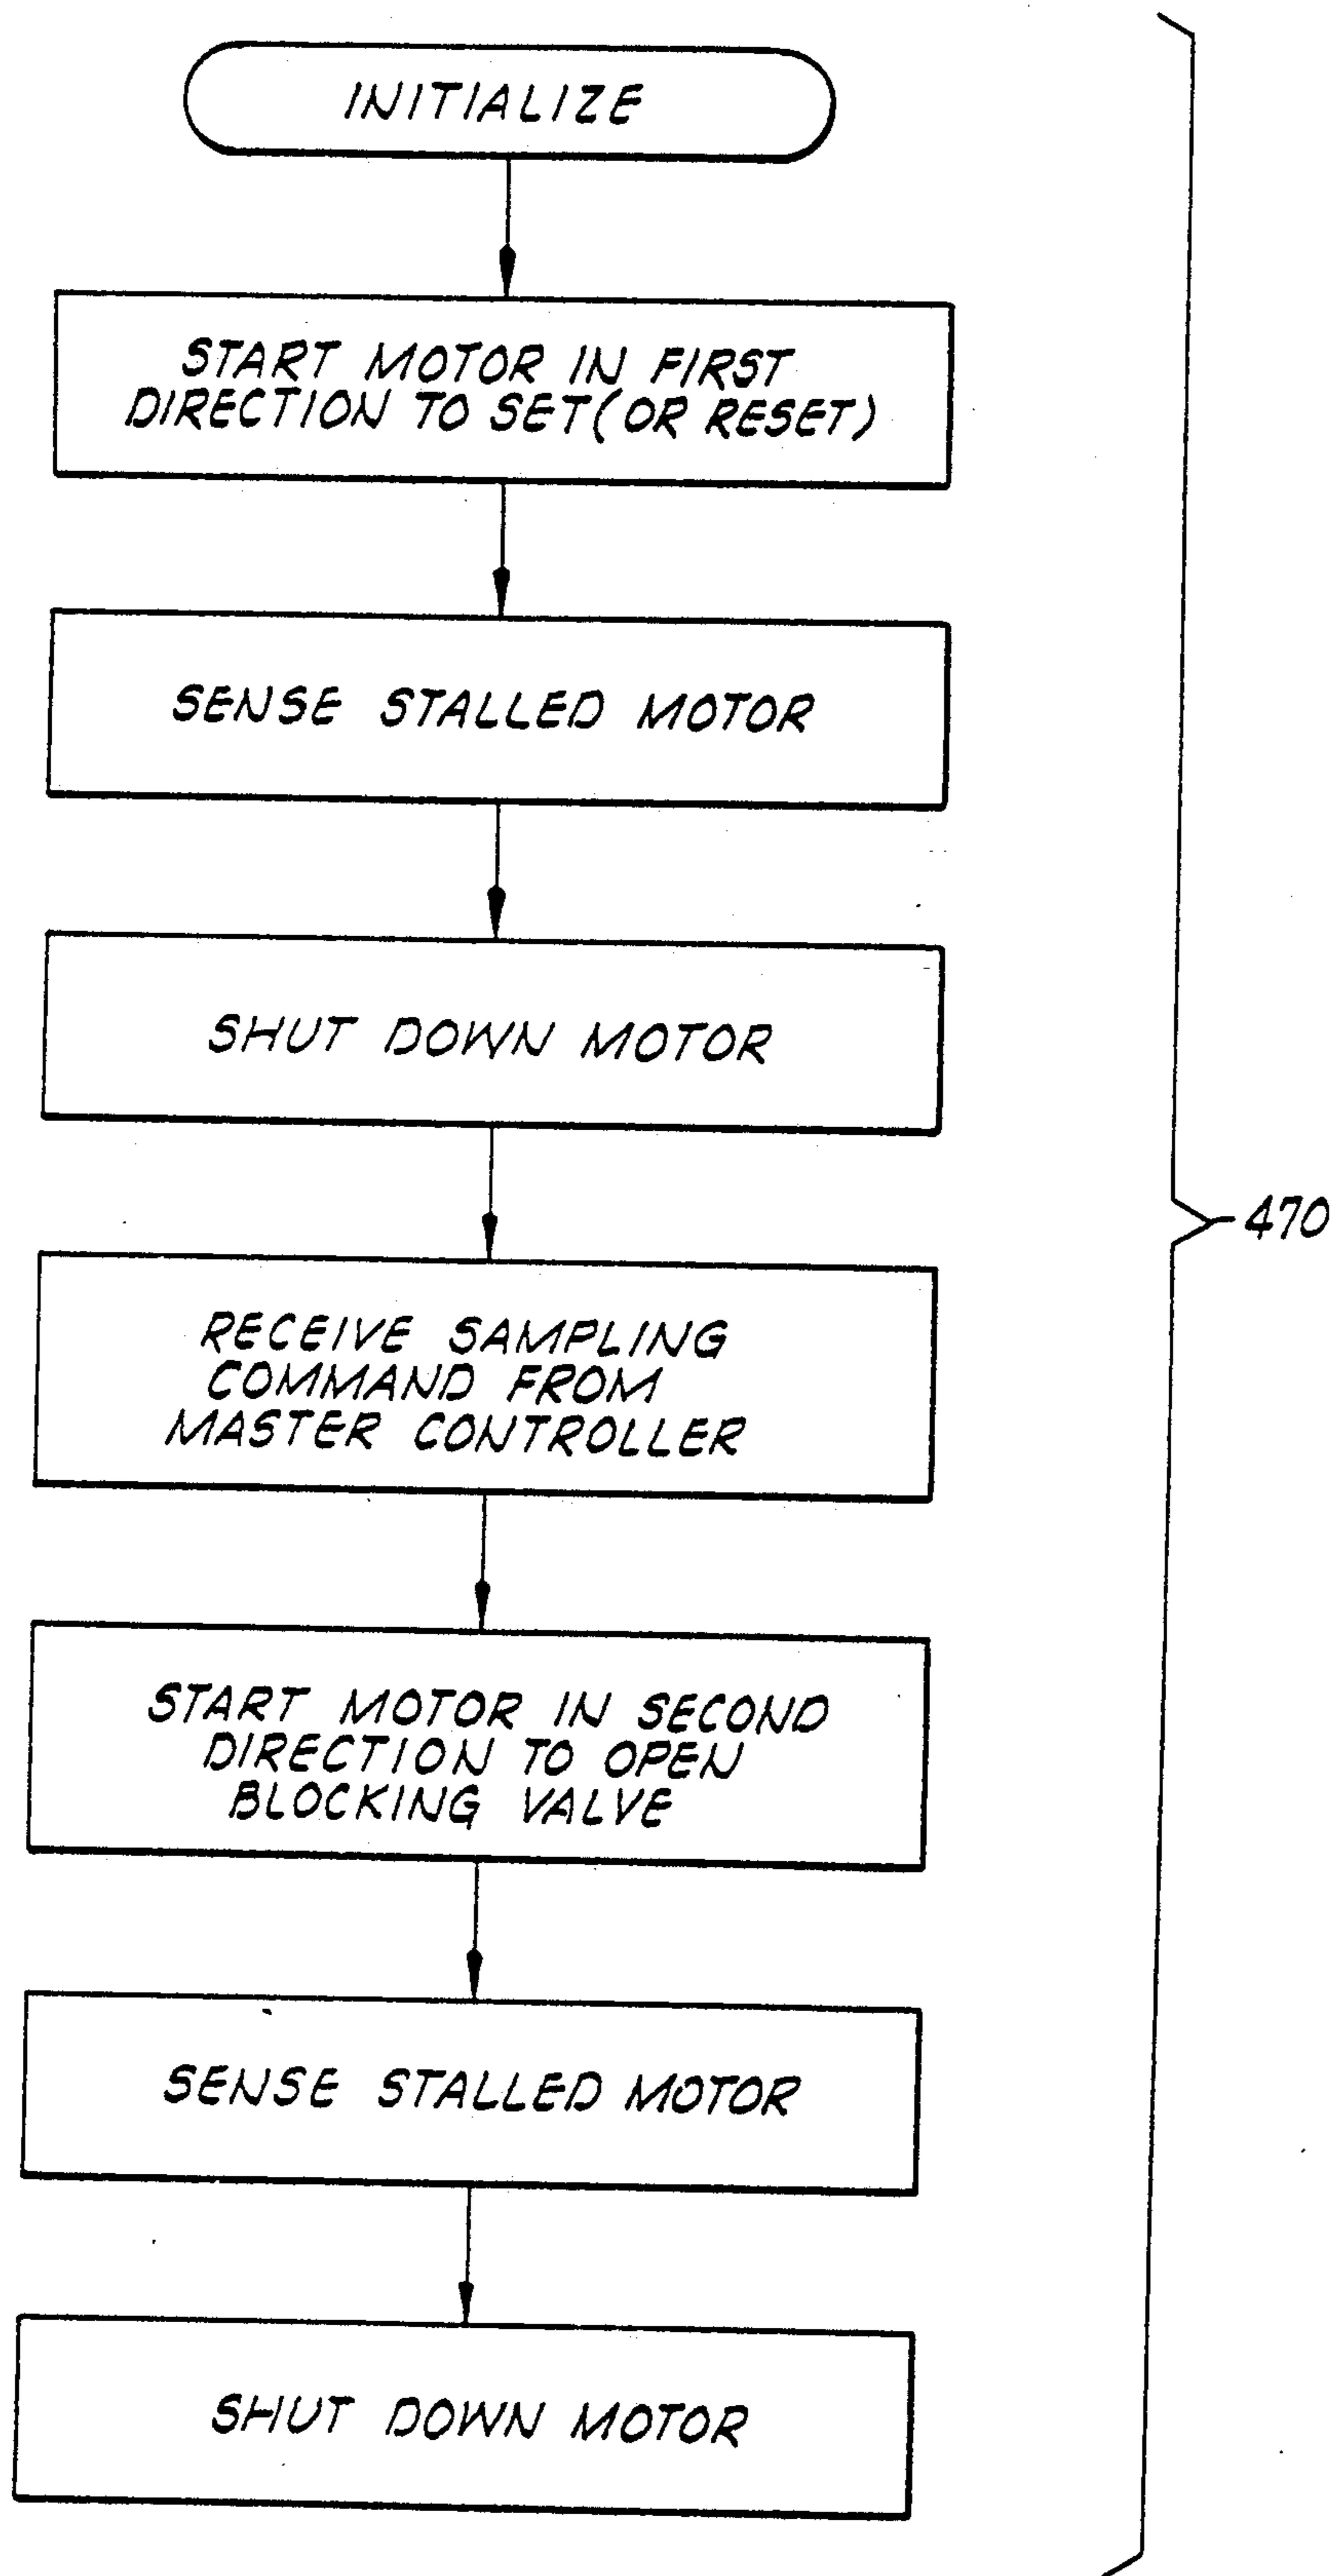 INITIALIZE
START MOTOR IN FIRST
DIRECTION TO SET (OR RESET)
SENSE STALLED MOTOR
SHUT DOWN MOTOR
RECEIVE SAMPLING
COMMAND FROM
MASTER CONTROLLER
470
START MOTOR IN SECOND
DIRECTION TO OPEN
BLOCKING VALVE
SENSE STALLED MOTOR
SHUT DOWN MOTOR